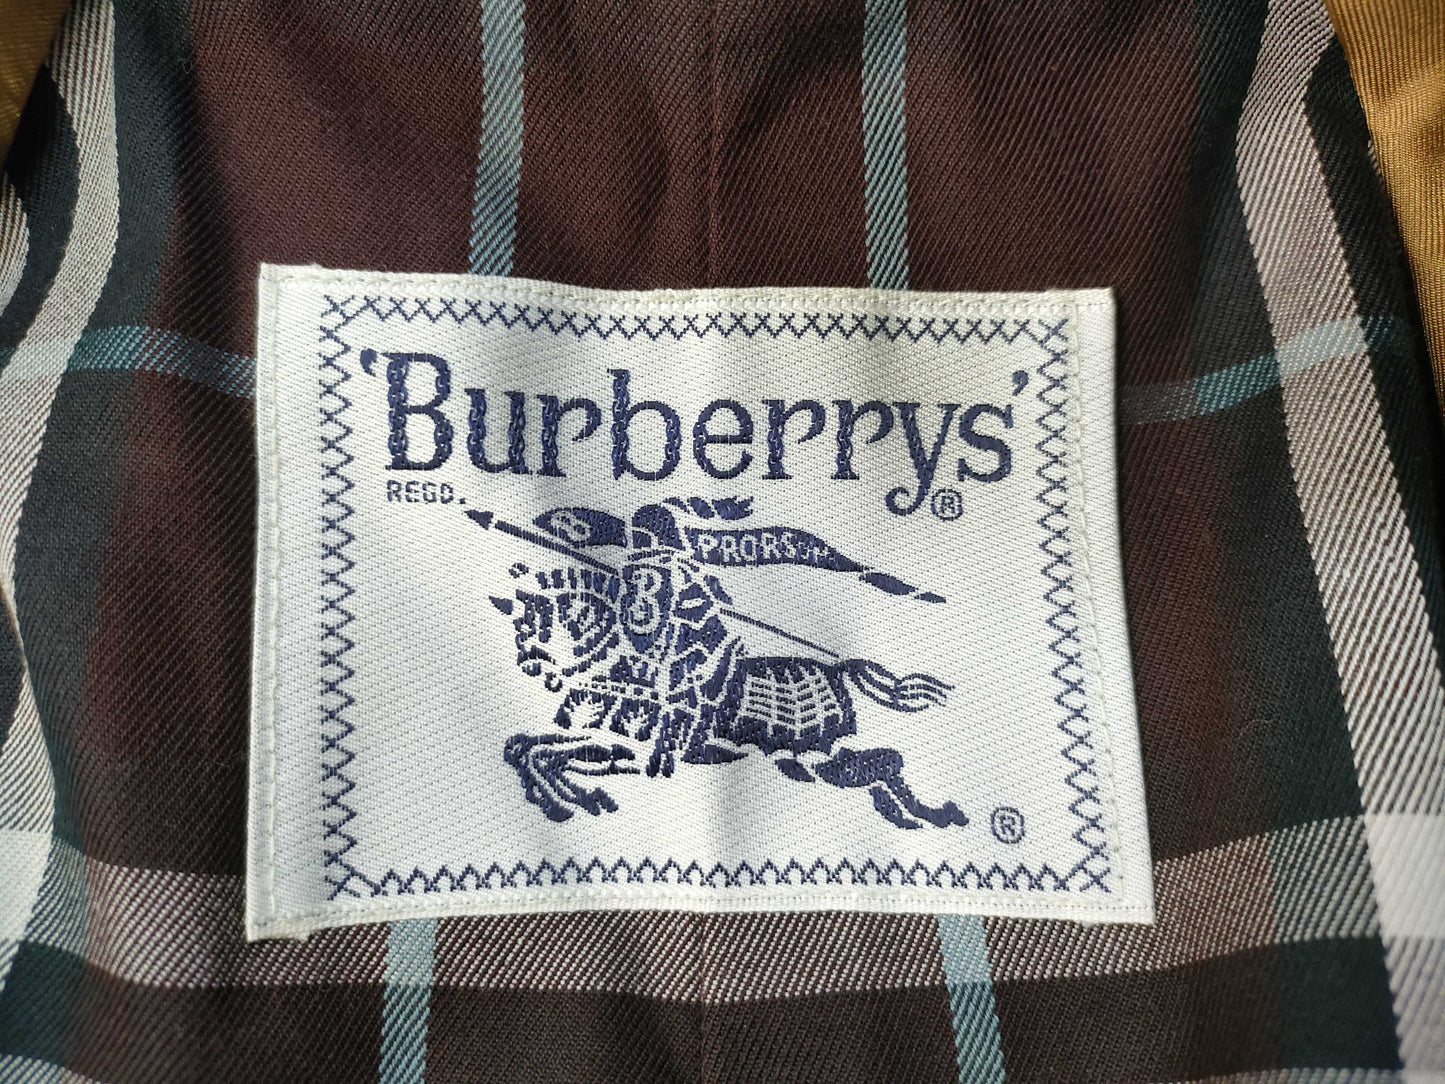 'Burberrys'
REGD. ®
B PRORSUM
B
®